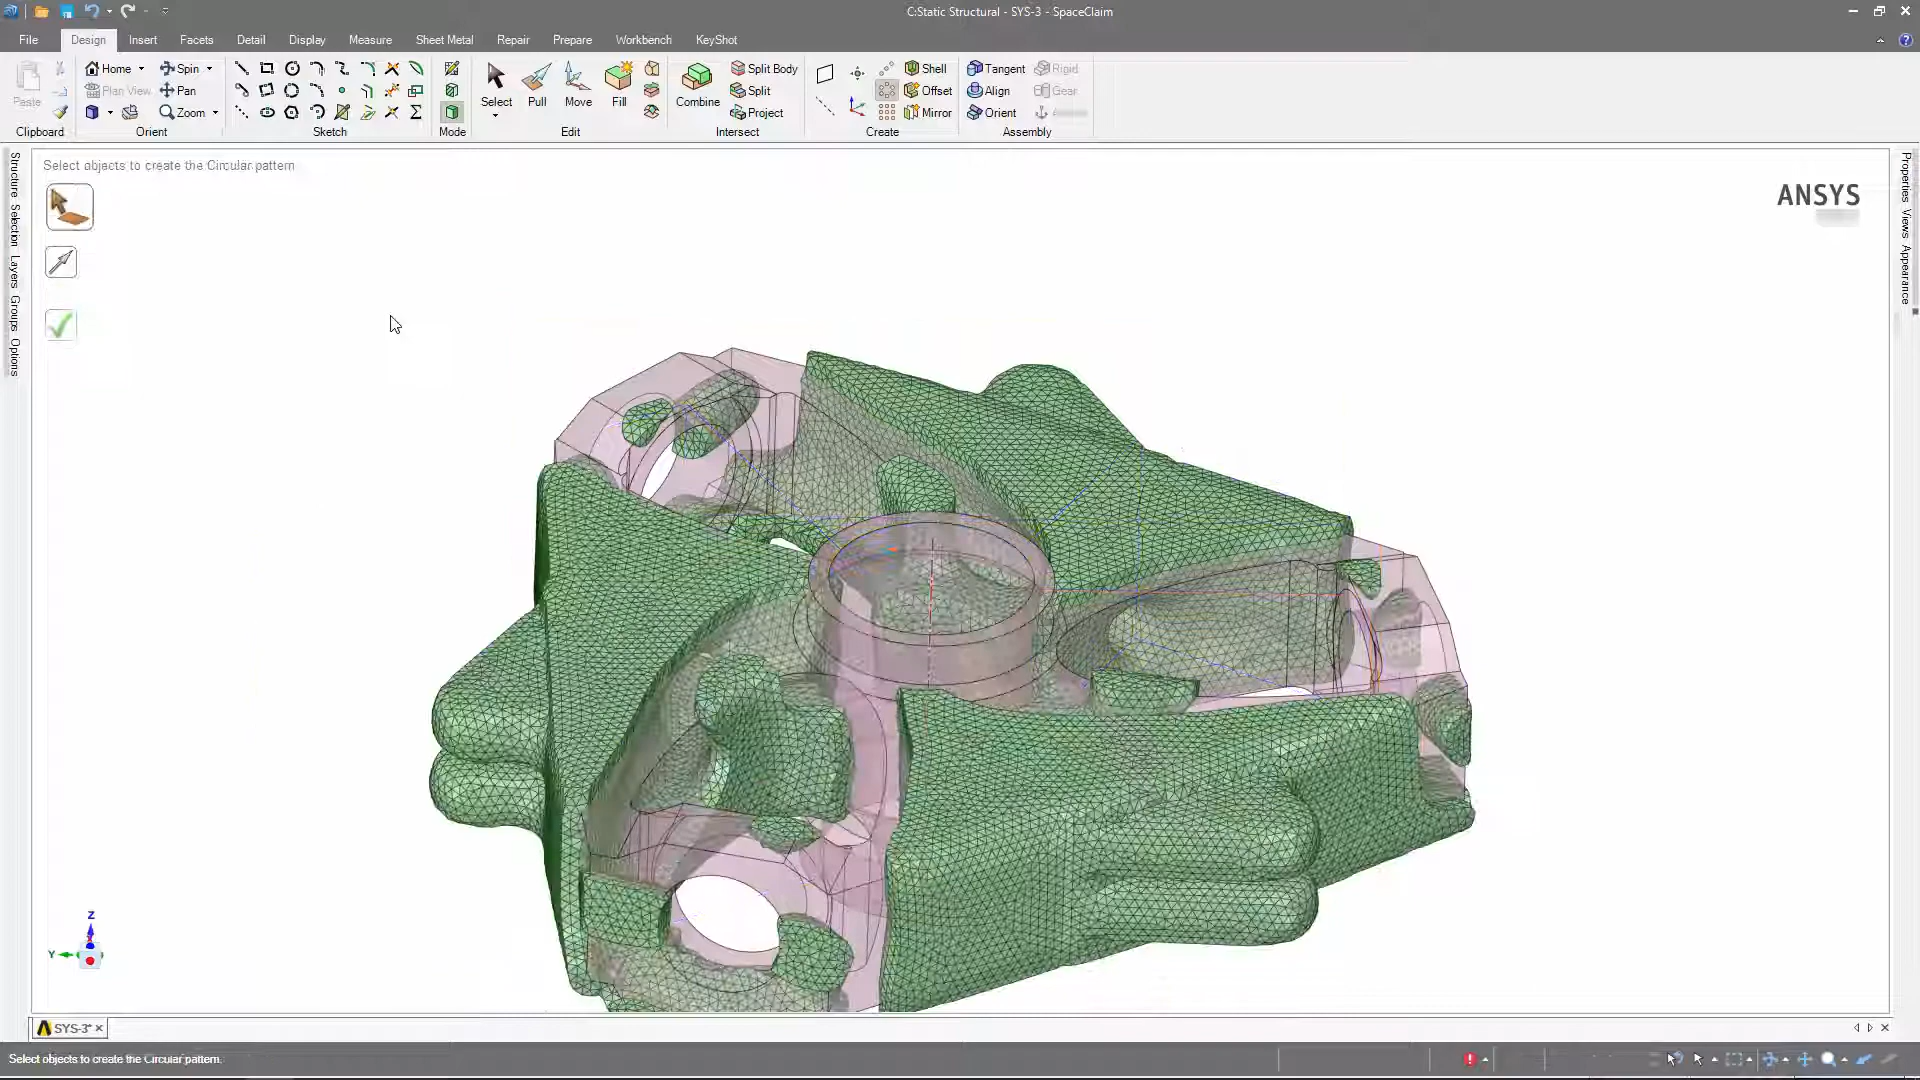 C:Static Structural - SYS-3 - SpaceClaim
File Design Insert Facets Detail Display Measure Sheet Metal Repair Prepare Workbench KeyShot
Paste
Clipboard
Home Spin
Plan View Pan
Zoom
Orient
Sketch
Mode
Select Pull Move Fill
Edit
Combine
Split Body
Split
Project
Intersect
Shell
Offset
Mirror
Create
Tangent Rigid
Align Gear
Orient
Assembly
Select objects to create the Circular pattern
Structure Selection Layers Groups Options
Properties Views Appearance
ANSYS
Z
Y
SYS-3*
Select objects to create the Circular pattern.